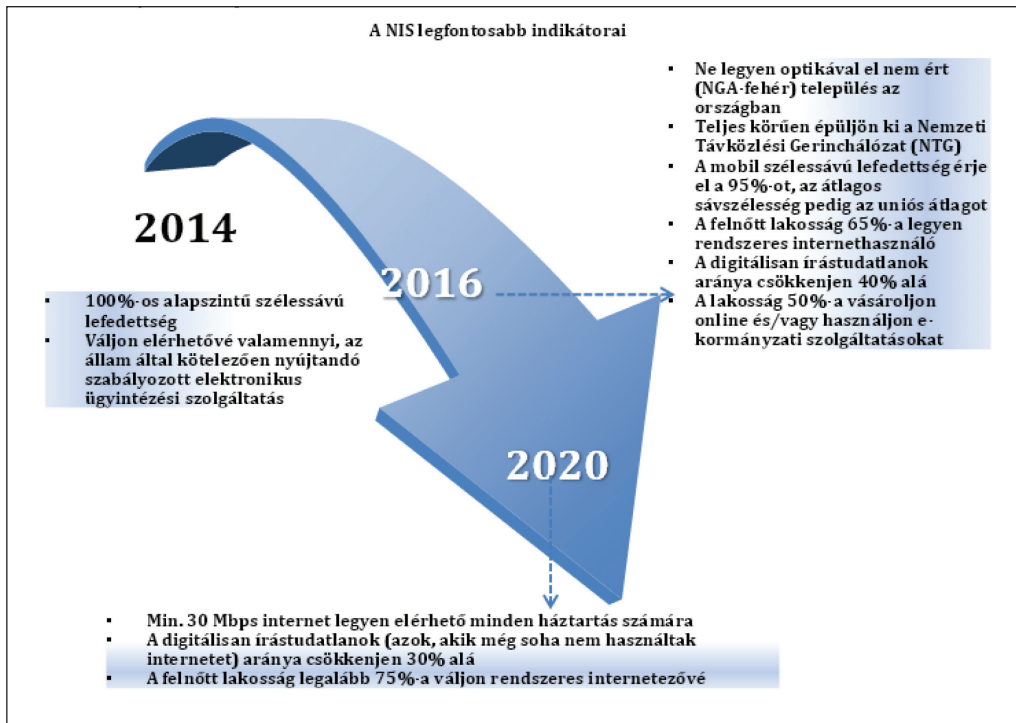 A NIS legfontosabb indikátorai
2014
▪ 100%-os alapszintű szélessávú
lefedettség
▪ Váljon elérhetővé valamennyi, az
állam által kötelezően nyújtandó
szabályozott elektronikus
ügyintézési szolgáltatás
2016
▪ Ne legyen optikával el nem ért
(NGA-fehér) település az
országban
▪ Teljes körűen épüljön ki a Nemzeti
Távközlési Gerinchálózat (NTG)
▪ A mobil szélessávú lefedettség érje
el a 95%-ot, az átlagos
sávszélesség pedig az uniós átlagot
▪ A felnőtt lakosság 65%-a legyen
rendszeres internethasználó
▪ A digitálisan írástudatlanok
aránya csökkenjen 40% alá
▪ A lakosság 50%-a vásároljon
online és/vagy használjon e-
kormányzati szolgáltatásokat
2020
▪ Min. 30 Mbps internet legyen elérhető minden háztartás számára
▪ A digitálisan írástudatlanok (azok, akik még soha nem használtak
internetet) aránya csökkenjen 30% alá
▪ A felnőtt lakosság legalább 75%-a váljon rendszeres internetezővé